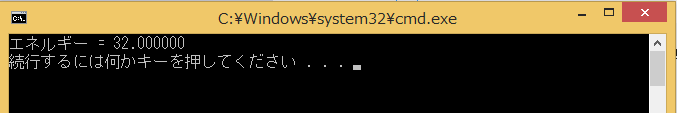 C:¥Windows¥system32¥cmd.exe
エネルギー = 32.000000
続行するには何かキーを押してください . . .